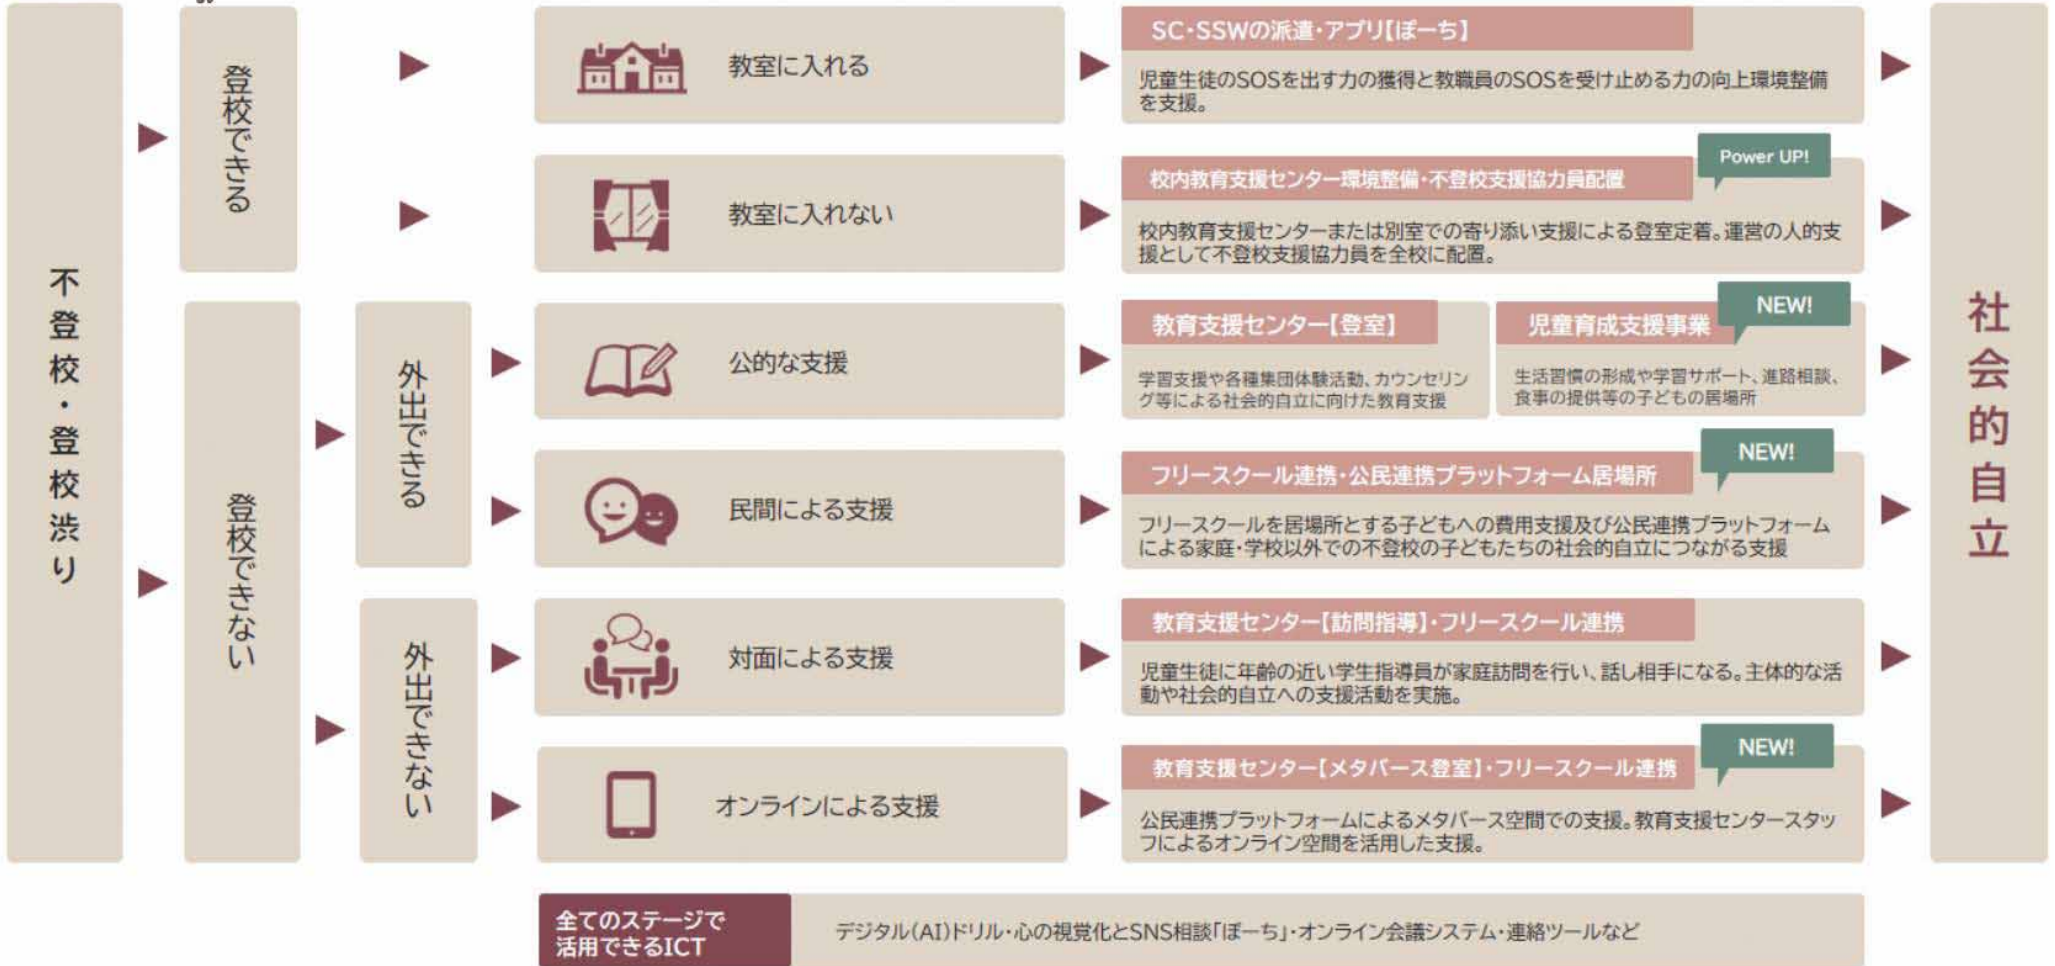 不登校・登校渋り
登校できる
教室に入れる
SC・SSWの派遣・アプリ【ぽーち】
児童生徒のSOSを出す力の獲得と教職員のSOSを受け止める力の向上環境整備
を支援。
教室に入れない
校内教育支援センター環境整備・不登校支援協力員配置
Power UP!
校内教育支援センターまたは別室での寄り添い支援による登室定着。運営の人的支
援として不登校支援協力員を全校に配置。
登校できない
外出できる
公的な支援
教育支援センター【登室】
学習支援や各種集団体験活動、カウンセリン
グ等による社会的自立に向けた教育支援
児童育成支援事業
NEW!
生活習慣の形成や学習サポート、進路相談、
食事の提供等の子どもの居場所
民間による支援
フリースクール連携・公民連携プラットフォーム居場所
NEW!
フリースクールを居場所とする子どもへの費用支援及び公民連携プラットフォーム
による家庭・学校以外での不登校の子どもたちの社会的自立につながる支援
外出できない
対面による支援
教育支援センター【訪問指導】・フリースクール連携
児童生徒に年齢の近い学生指導員が家庭訪問を行い、話し相手になる。主体的な活
動や社会的自立への支援活動を実施。
オンラインによる支援
教育支援センター【メタバース登室】・フリースクール連携
NEW!
公民連携プラットフォームによるメタバース空間での支援。教育支援センタースタッ
フによるオンライン空間を活用した支援。
社会的自立
全てのステージで
活用できるICT
デジタル(AI)ドリル・心の視覚化とSNS相談「ぽーち」・オンライン会議システム・連絡ツールなど